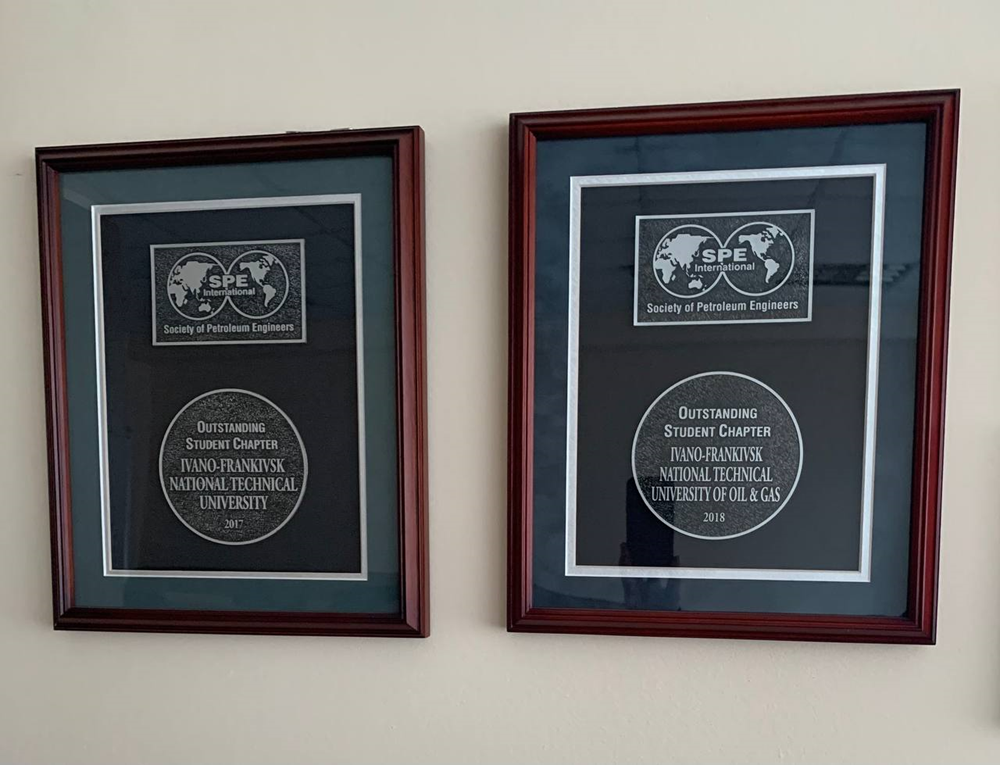 SPE
International
Society of Petroleum Engineers
OUTSTANDING
STUDENT CHAPTER
IVANO-FRANKIVSK
NATIONAL TECHNICAL
UNIVERSITY
2017
SPE
International
Society of Petroleum Engineers
OUTSTANDING
STUDENT CHAPTER
IVANO-FRANKIVSK
NATIONAL TECHNICAL
UNIVERSITY OF OIL & GAS
2018